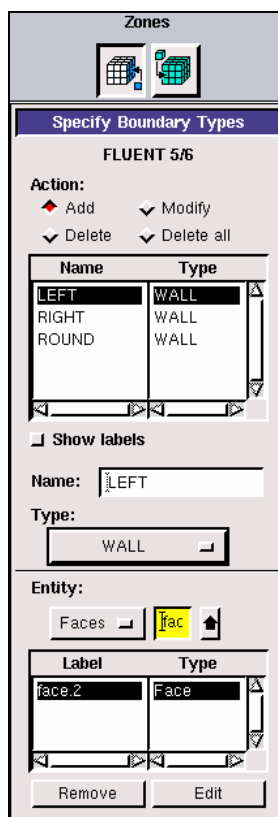 Zones
Specify Boundary Types
FLUENT 5/6
Action:
Add Modify
Delete Delete all
Name Type
LEFT WALL
RIGHT WALL
ROUND WALL
Show labels
Name: LEFT
Type:
WALL
Entity:
Faces fac
Label Type
face.2 Face
Remove Edit